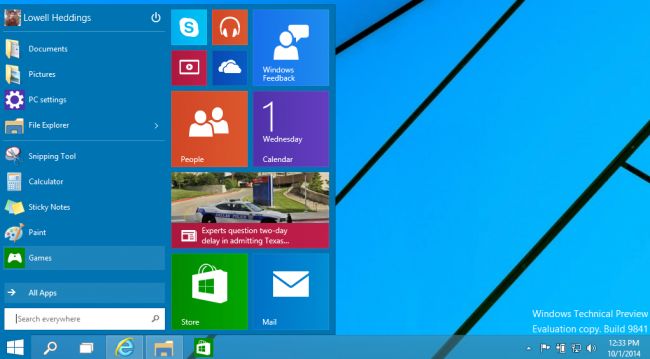 Lowell Heddings
Documents
Pictures
PC settings
File Explorer
Snipping Tool
Calculator
Sticky Notes
Paint
Games
All Apps
Search everywhere
Windows
Feedback
People
1
Wednesday
Calendar
Experts question two-day
delay in admitting Texas...
Store
Mail
Windows Technical Preview
Evaluation copy. Build 9841
12:33 PM
10/1/2014